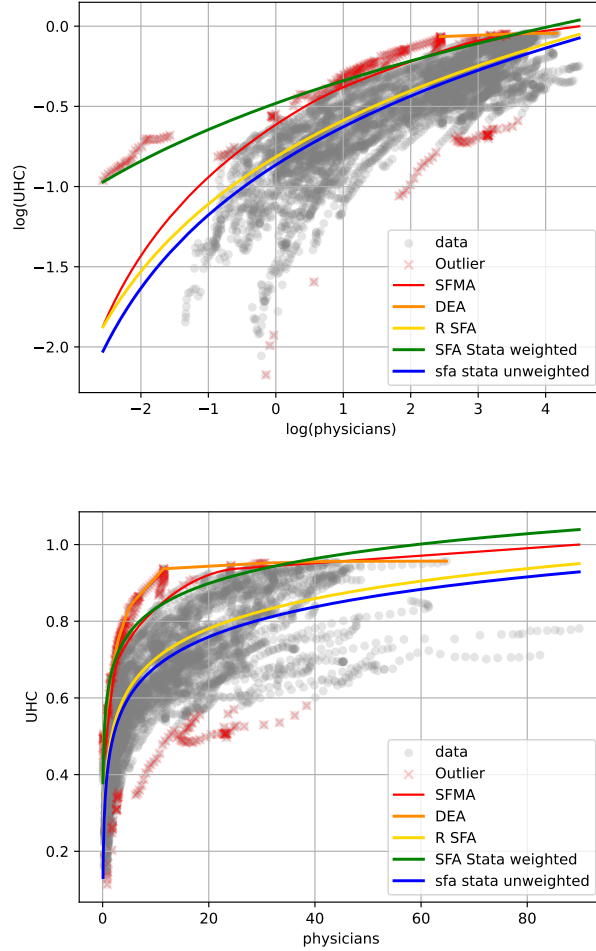 0.0
−0.5
−1.0
−1.5
−2.0
log(UHC)
data
Outlier
SFMA
DEA
R SFA
SFA Stata weighted
sfa stata unweighted
−2
−1
0
1
2
3
4
log(physicians)
1.0
0.8
0.6
0.4
0.2
UHC
data
Outlier
SFMA
DEA
R SFA
SFA Stata weighted
sfa stata unweighted
0
20
40
60
80
physicians